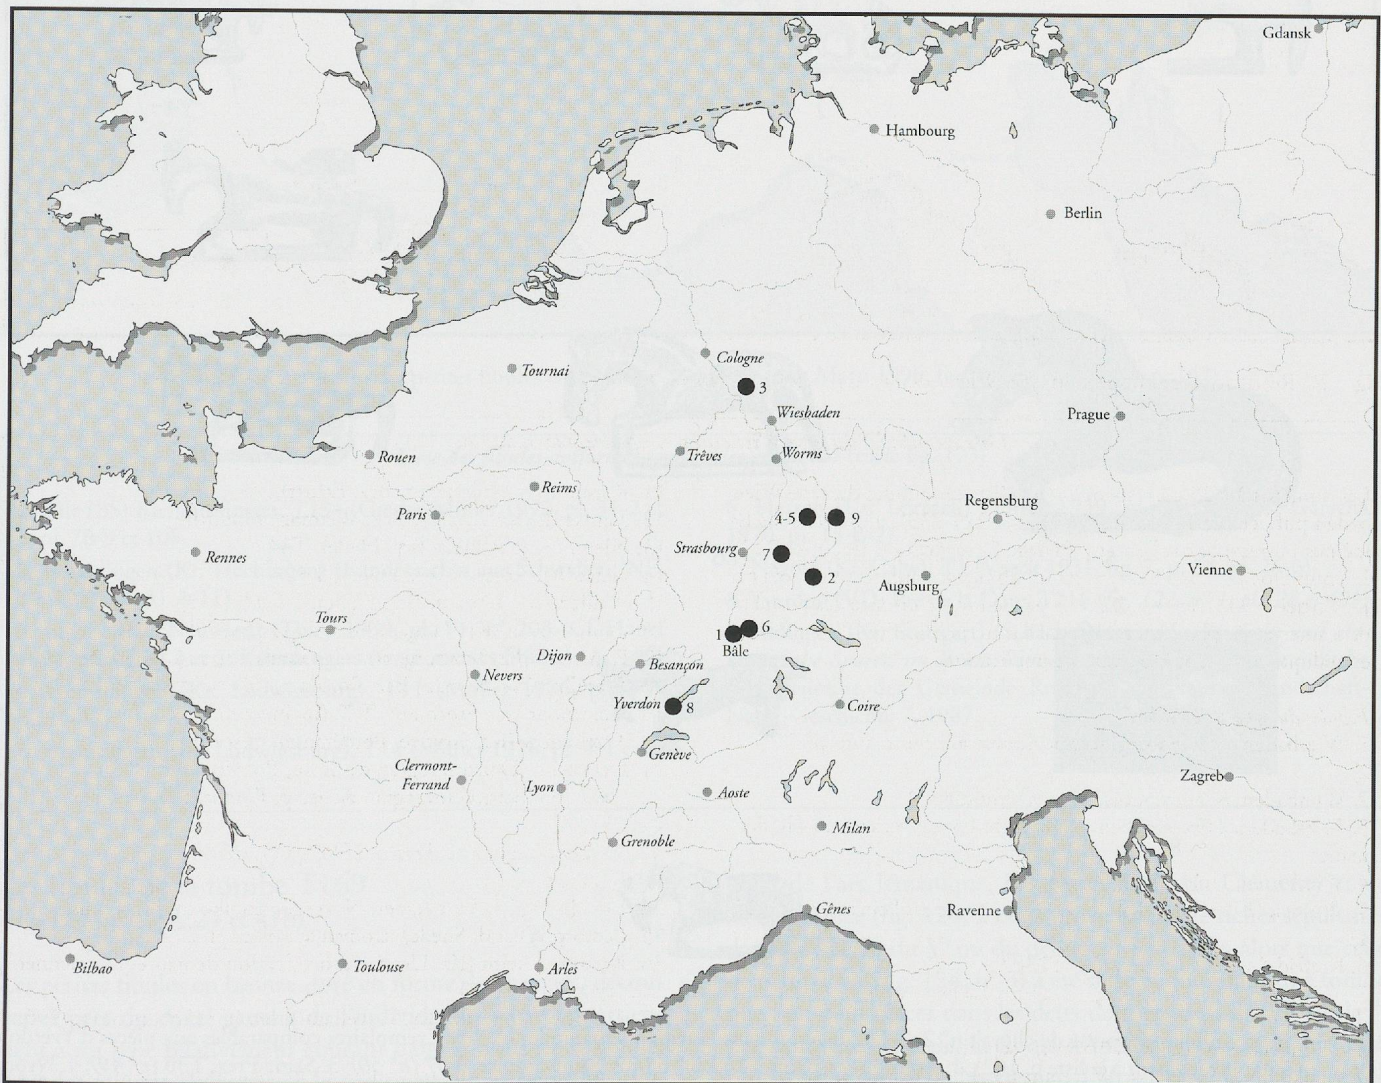 Gdansk
Hambourg
Berlin
Cologne
Tournai
3
Wiesbaden
Prague
Rouen
Trêves
Worms
Reims
Regensburg
Paris
4-5
9
Strasbourg
7
Rennes
Vienne
2
Augsburg
Tours
6
1
Bâle
Dijon
Besançon
Nevers
Yverdon
8
Coire
Genève
Clermont-
Ferrand
Lyon
Aoste
Zagreb
Milan
Grenoble
Gênes
Ravenne
Bilbao
Toulouse
Arles